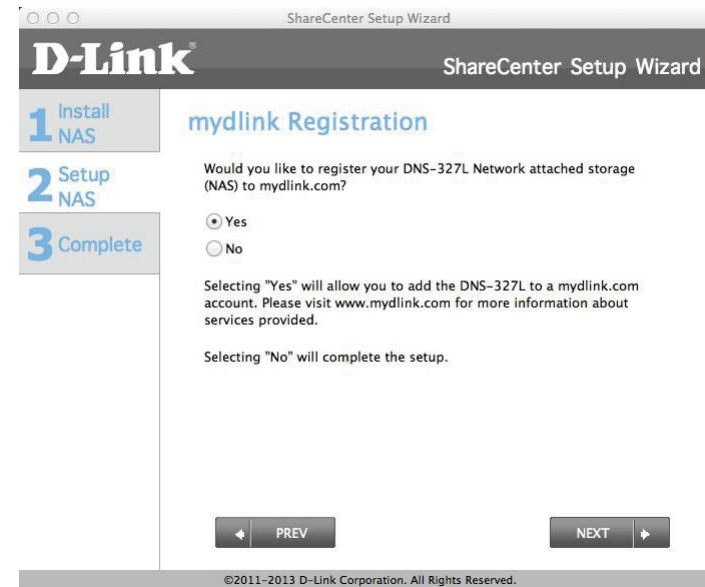 ShareCenter Setup Wizard
D-Link®
ShareCenter Setup Wizard
1 Install
NAS
2 Setup
NAS
3 Complete
mydlink Registration
Would you like to register your DNS-327L Network attached storage
(NAS) to mydlink.com?
Yes
No
Selecting "Yes" will allow you to add the DNS-327L to a mydlink.com
account. Please visit www.mydlink.com for more information about
services provided.
Selecting "No" will complete the setup.
PREV
NEXT
©2011-2013 D-Link Corporation. All Rights Reserved.